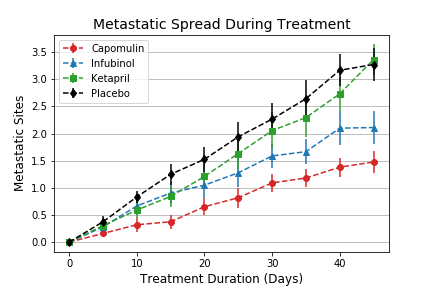 Metastatic Spread During Treatment
Capomulin
Infubinol
Ketapril
Placebo
3.5
3.0
2.5
2.0
1.5
1.0
0.5
0.0
Metastatic Sites
0
10
20
30
40
Treatment Duration (Days)